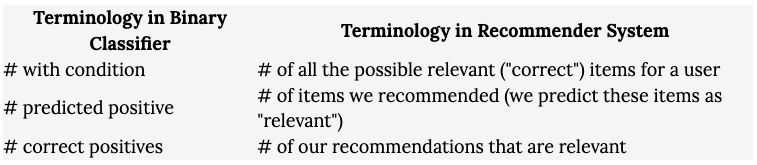 Terminology in Binary
Classifier
Terminology in Recommender System
# with condition
# of all the possible relevant ("correct") items for a user
# predicted positive
# of items we recommended (we predict these items as
"relevant")
# correct positives
# of our recommendations that are relevant